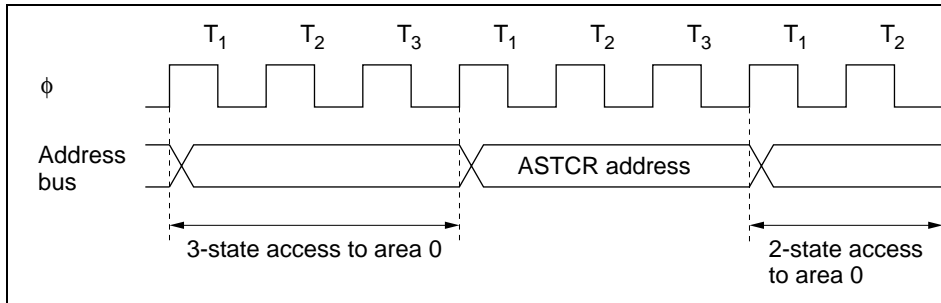 T1 T2 T3 T1 T2 T3 T1 T2
ϕ
Address
bus
ASTCR address
3-state access to area 0
2-state access
to area 0